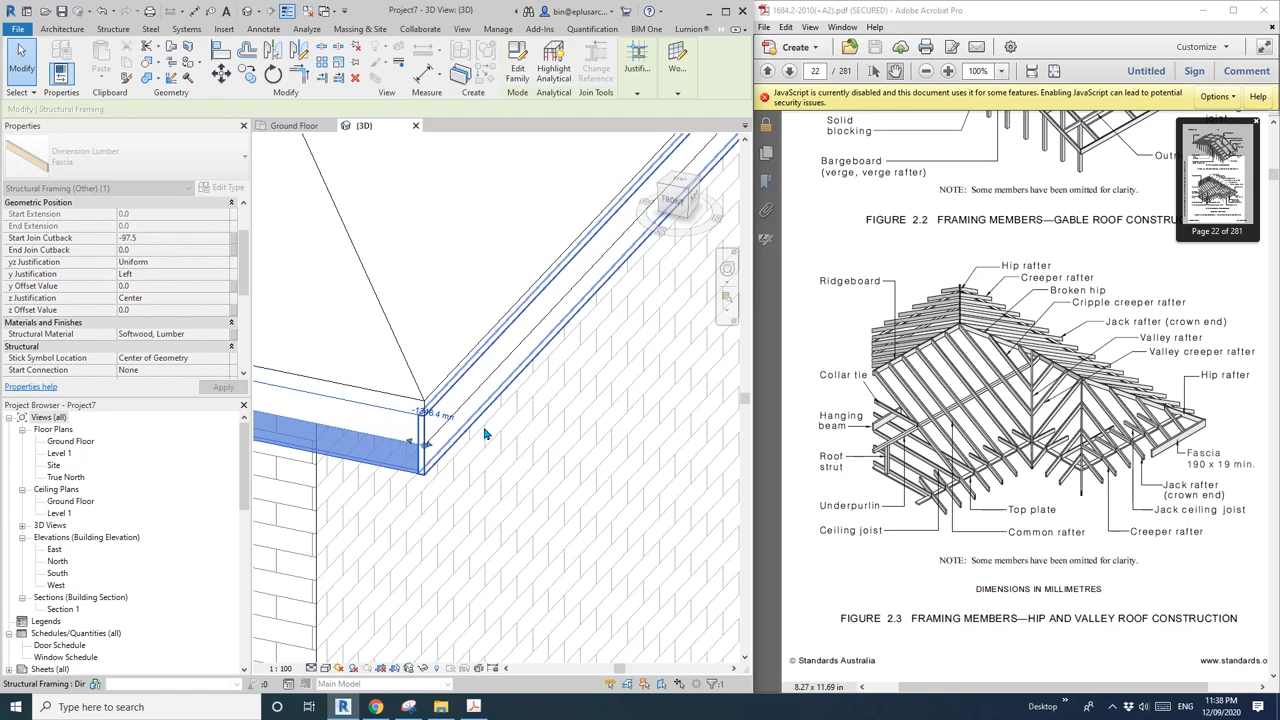 Project7 - 3D View: {3D}
bin@eplusarc...
File Architecture Structure Steel Systems Insert Annotate Analyze Massing & Site Collaborate View Manage Add-Ins Quantification BIM One Lumion®
Modify
Properties
Paste
Edit
Family
Highlight
Analytical
Change
Reference
Justifi...
Wo...
Select Properties Clipboard Geometry Modify View Measure Create Mode Analytical Join Tools
Modify | Structural Framing
Properties
Ground Floor
{3D}
Dimension Lumber
Fascia
Structural Framing (Other) (1)
Edit Type
Geometric Position
Start Extension 0.0
End Extension 0.0
Start Join Cutback -97.5
End Join Cutback 0.0
yz Justification Uniform
y Justification Left
y Offset Value 0.0
z Justification Center
z Offset Value 0.0
Materials and Finishes
Structural Material Softwood, Lumber
Structural
Stick Symbol Location Center of Geometry
Start Connection None
Properties help
Apply
Project Browser - Project7
Views (all)
Floor Plans
Ground Floor
Level 1
Site
True North
Ceiling Plans
Ground Floor
Level 1
3D Views
Elevations (Building Elevation)
East
North
South
West
Sections (Building Section)
Section 1
Legends
Schedules/Quantities (all)
Door Schedule
Window Schedule
Sheets (all)
FRONT
1 : 100
Structural Framing : Dir
:0
Main Model
:1
1684.2-2010(+A2).pdf (SECURED) - Adobe Acrobat Pro
File Edit View Window Help
Create
Customize
22 / 281
100%
Untitled
Sign
Comment
JavaScript is currently disabled and this document uses it for some features. Enabling JavaScript can lead to potential
security issues.
Options
Help
Solid
blocking
Bargeboard
(verge, verge rafter)
NOTE: Some members have been omitted for clarity.
FIGURE 2.2 FRAMING MEMBERS—GABLE ROOF CONSTRU
Page 22 of 281
Hip rafter
Creeper rafter
Ridgeboard
Broken hip
Cripple creeper rafter
Jack rafter (crown end)
Valley rafter
Valley creeper rafter
Collar tie
Hip rafter
Hanging
beam
Roof
strut
Fascia
190 x 19 min.
Jack rafter
(crown end)
Underpurlin
Top plate
Jack ceiling joist
Ceiling joist
Common rafter
Creeper rafter
NOTE: Some members have been omitted for clarity.
DIMENSIONS IN MILLIMETRES
FIGURE 2.3 FRAMING MEMBERS—HIP AND VALLEY ROOF CONSTRUCTION
© Standards Australia
www.standards.o
8.27 x 11.69 in
Type here to search
Desktop
ENG
11:38 PM
12/09/2020